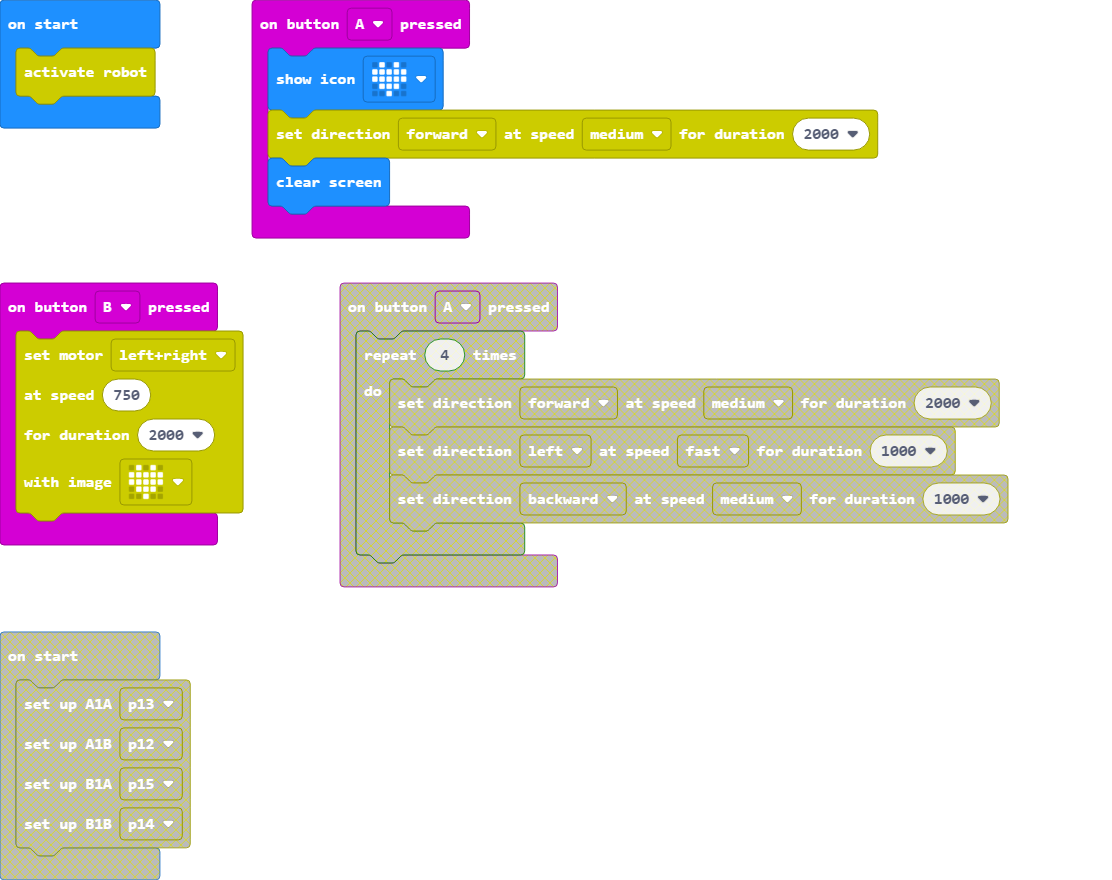 on start
activate robot
on button A pressed
show icon
set direction forward at speed medium for duration 2000
clear screen
on button B pressed
set motor left+right
at speed 750
for duration 2000
with image
on button A pressed
repeat 4 times
do
set direction forward at speed medium for duration 2000
set direction left at speed fast for duration 1000
set direction backward at speed medium for duration 1000
on start
set up A1A p13
set up A1B p12
set up B1A p15
set up B1B p14